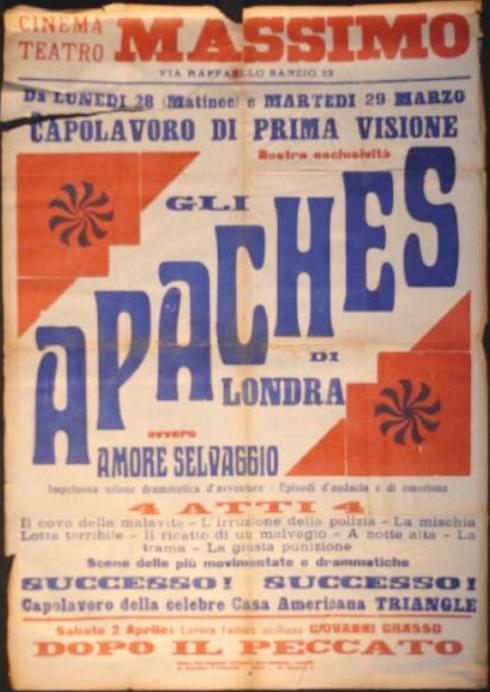 CINEMA
TEATRO
MASSIMO
VIA RAFFAELLO SANZIO 23
Da LUNEDI 28 (Matinee) e MARTEDI 29 MARZO
CAPOLAVORO DI PRIMA VISIONE
Nostra esclusività
GLI
APACHES
DI
LONDRA
ovvero
AMORE SELVAGGIO
Impetuosa azione drammatica d'avventure - Episodi d'audacia e di emozione
4 ATTI 4
Il covo della malavita - L'irruzione della polizia - La mischia
Lotta terribile - Il ricatto di un malvagio - A notte alta - La
trama - La giusta punizione
Scene delle più movimentate e drammatiche
SUCCESSO! SUCCESSO!
Capolavoro della celebre Casa Americana TRIANGLE
Sabato 2 Aprile: Lavoro siciliano GIOVANNI GRASSO
DOPO IL PECCATO